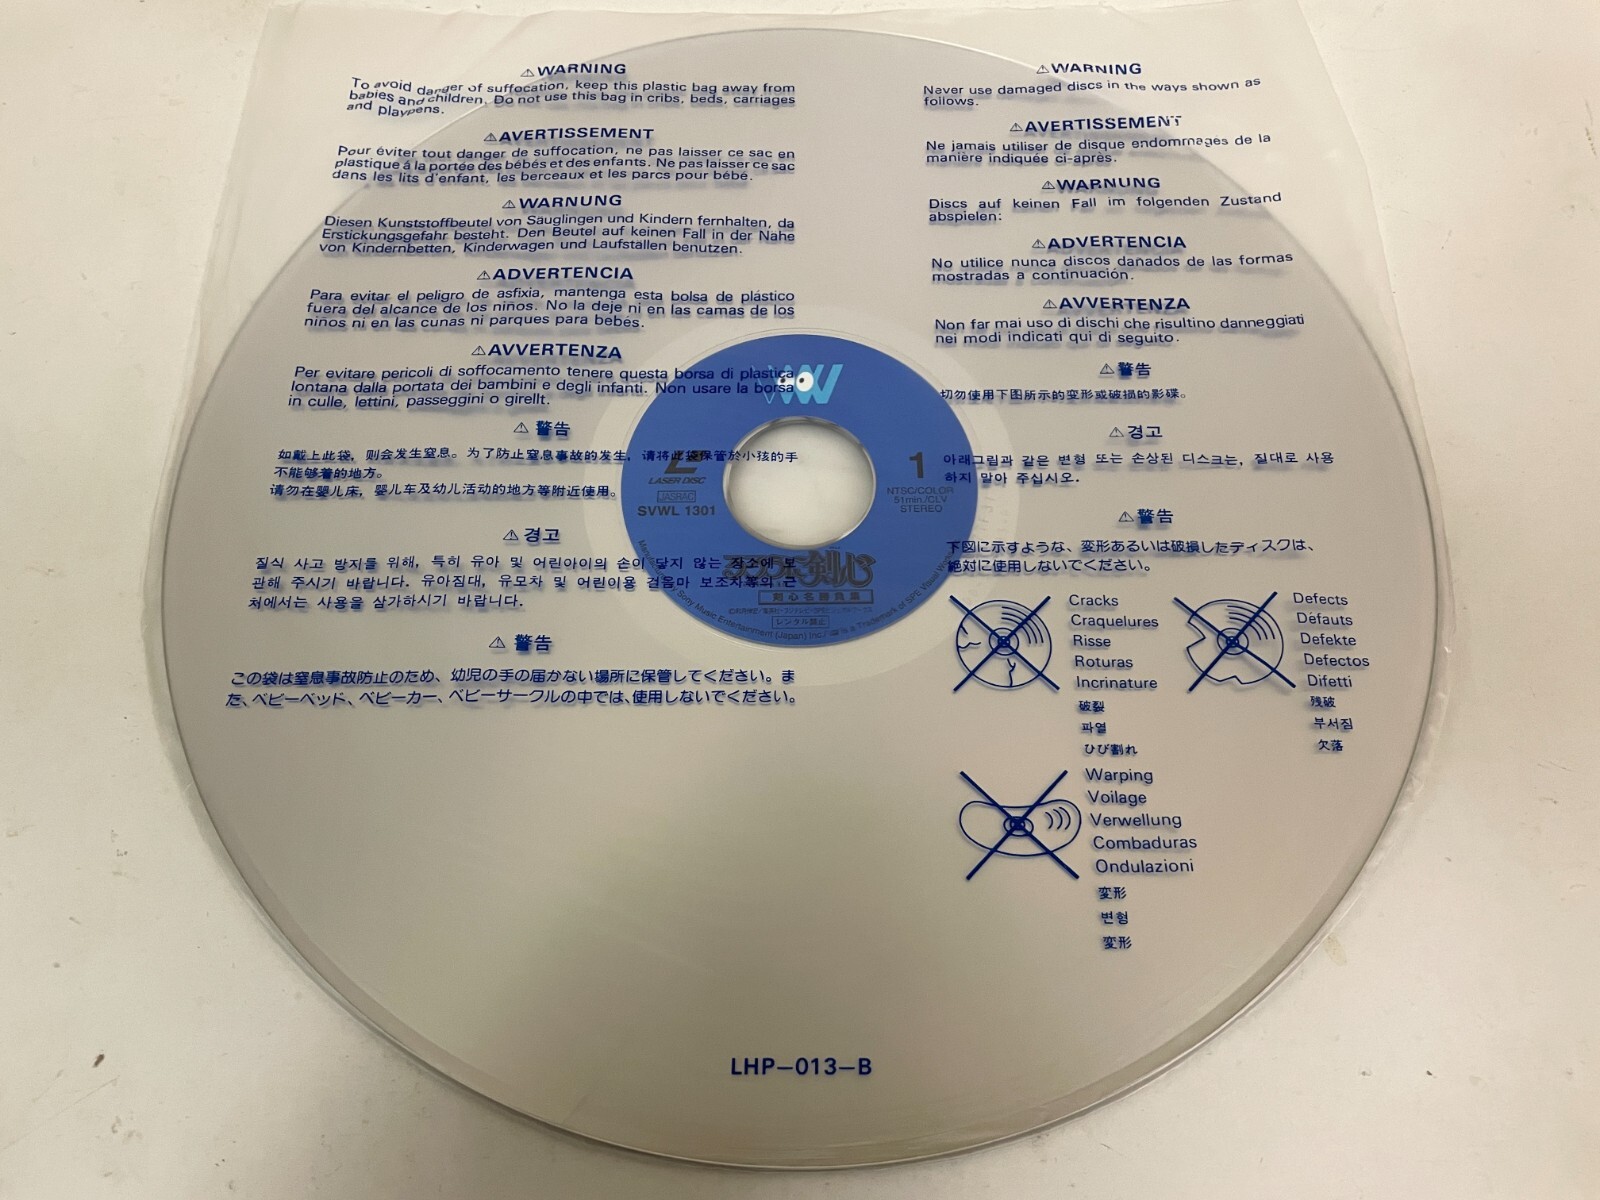 ⚠WARNING
To avoid danger of suffocation, keep this plastic bag away from
babies and children. Do not use this bag in cribs, beds, carriages
and playpens.
⚠AVERTISSEMENT
Pour éviter tout danger de suffocation, ne pas laisser ce sac en
plastique à la portée des bébés et des enfants. Ne pas laisser ce sac
dans les lits d'enfant, les berceaux et les parcs pour bébé.
⚠WARNUNG
Diesen Kunststoffbeutel von Säuglingen und Kindern fernhalten, da
Erstickungsgefahr besteht. Den Beutel auf keinen Fall in der Nähe
von Kindernbetten, Kinderwagen und Laufställen benutzen.
⚠ADVERTENCIA
Para evitar el peligro de asfixia, mantenga esta bolsa de plástico
fuera del alcance de los niños. No la deje ni en las camas de los
niños ni en las cunas ni parques para bebés.
⚠AVVERTENZA
Per evitare pericoli di soffocamento tenere questa borsa di plastica
lontana dalla portata dei bambini e degli infanti. Non usare la borsa
in culle, lettini, passeggini o girellt.
⚠ 警告
如戴上此袋，则会发生窒息。为了防止窒息事故的发生，请将此袋保管於小孩的手
不能够着的地方。
请勿在婴儿床，婴儿车及幼儿活动的地方等附近使用。
⚠ 경고
질식 사고 방지를 위해, 특히 유아 및 어린아이의 손이 닿지 않는 장소에 보
관해 주시기 바랍니다. 유아침대, 유모차 및 어린이용 걸음마 보조차등의 근
처에서는 사용을 삼가하시기 바랍니다.
⚠ 警告
この袋は窒息事故防止のため、幼児の手の届かない場所に保管してください。ま
た、ベビーベッド、ベビーカー、ベビーサークルの中では、使用しないでください。
⚠WARNING
Never use damaged discs in the ways shown as
follows.
⚠AVERTISSEMENT
Ne jamais utiliser de disque endommagés de la
manière indiquée ci-après.
⚠WARNUNG
Discs auf keinen Fall im folgenden Zustand
abspielen:
⚠ADVERTENCIA
No utilice nunca discos dañados de las formas
mostradas a continuación.
⚠AVVERTENZA
Non far mai uso di dischi che risultino danneggiati
nei modi indicati qui di seguito.
⚠警告
切勿使用下图所示的变形或破损的影碟。
⚠경고
아래그림과 같은 변형 또는 손상된 디스크는, 절대로 사용
하지 말아 주십시오.
⚠警告
下図に示すような、変形あるいは破損したディスクは、
絶対に使用しないでください。
Cracks
Craquelures
Risse
Roturas
Incrinature
破裂
파열
ひび割れ
Defects
Défauts
Defekte
Defectos
Difetti
残破
부서짐
欠落
Warping
Voilage
Verwellung
Combaduras
Ondulazioni
变形
변형
変形
LASER DISC
JASRAC
SVWL 1301
1
NTSC/COLOR
51min./CLV
STEREO
るろうに剣心
剣心名勝負集
レンタル禁止
LHP–013–B